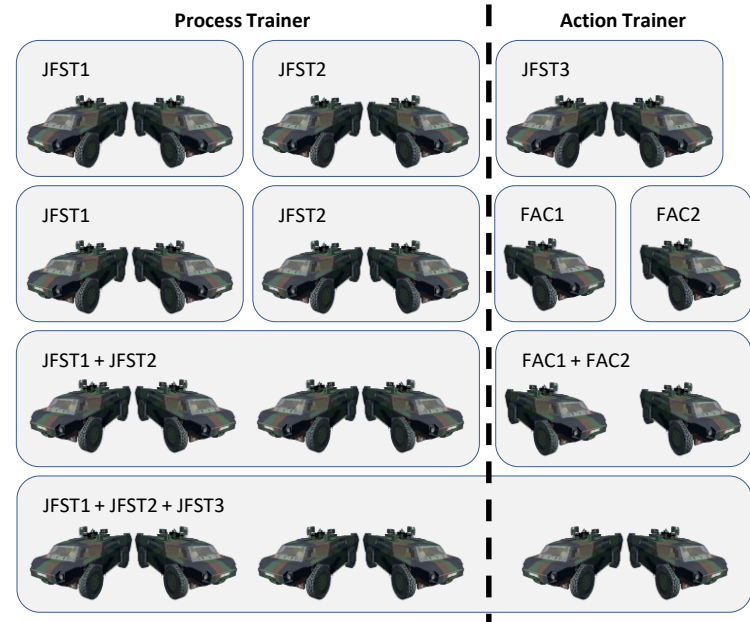 Process Trainer
Action Trainer
JFST1
JFST2
JFST3
JFST1
JFST2
FAC1
FAC2
JFST1 + JFST2
FAC1 + FAC2
JFST1 + JFST2 + JFST3